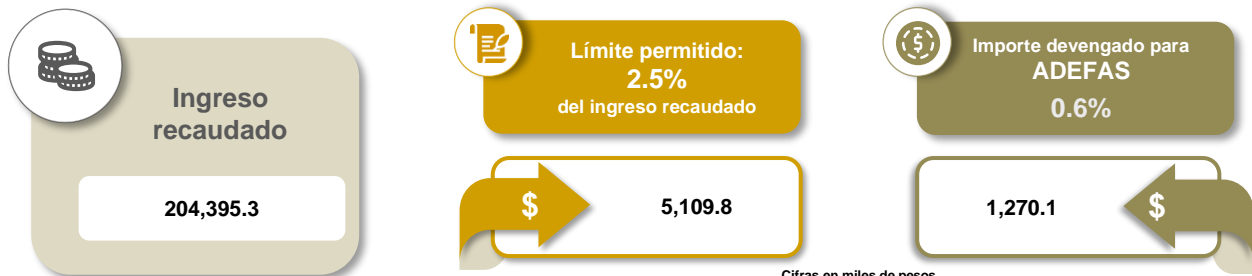 Ingreso
recaudado
204,395.3
Límite permitido:
2.5%
del ingreso recaudado
$
5,109.8
Importe devengado para
ADEFAS
0.6%
1,270.1
$
Cifras en miles de pesos